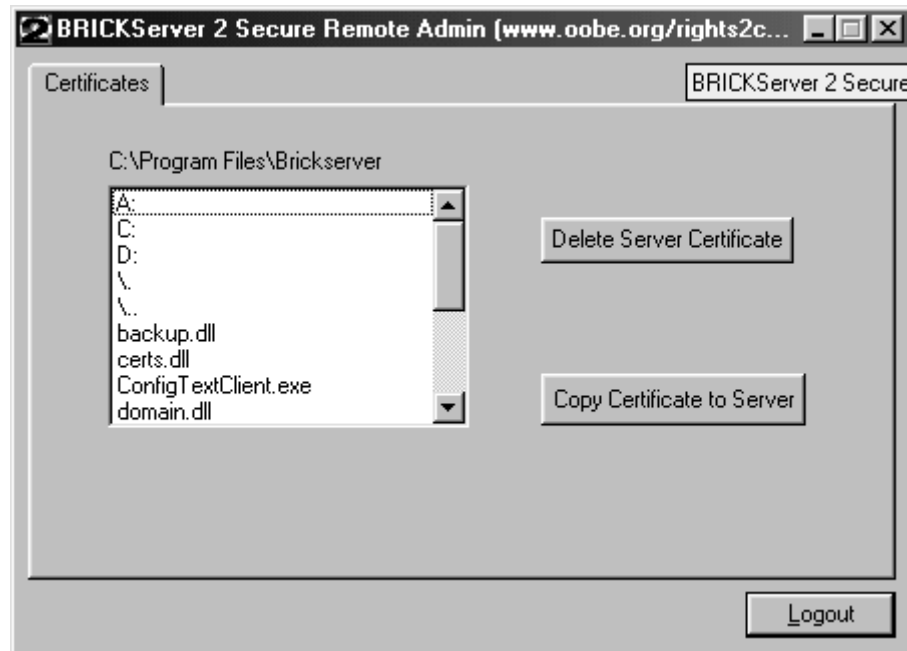 BRICKServer 2 Secure Remote Admin (www.oobe.org/rights2c...
Certificates
BRICKServer 2 Secure
C:\Program Files\Brickserver
A:
C:
D:
\.
\..
backup.dll
certs.dll
ConfigTextClient.exe
domain.dll
Delete Server Certificate
Copy Certificate to Server
Logout